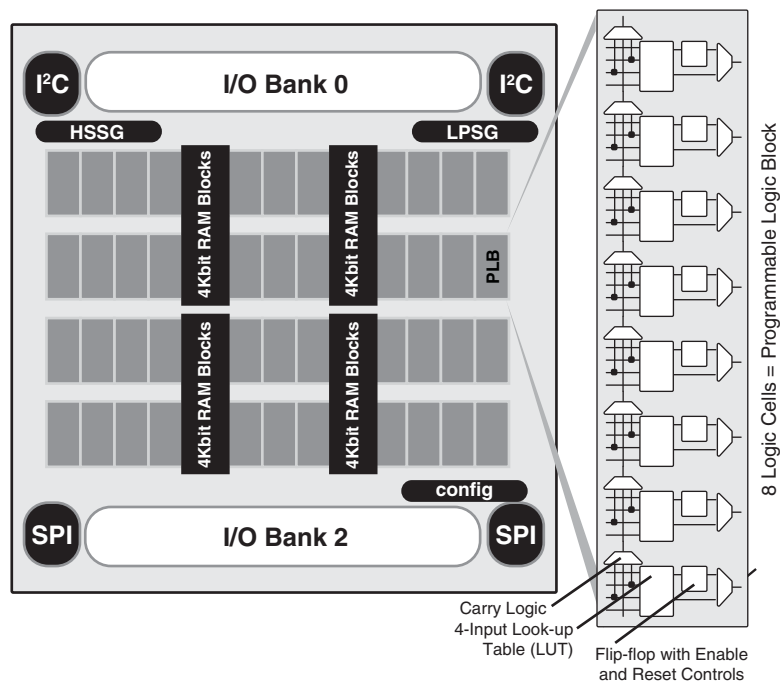 I²C
I/O Bank 0
I²C
HSSG
LPSG
4Kbit RAM Blocks
4Kbit RAM Blocks
PLB
4Kbit RAM Blocks
4Kbit RAM Blocks
config
SPI
I/O Bank 2
SPI
8 Logic Cells = Programmable Logic Block
Carry Logic
4-Input Look-up
Table (LUT)
Flip-flop with Enable
and Reset Controls